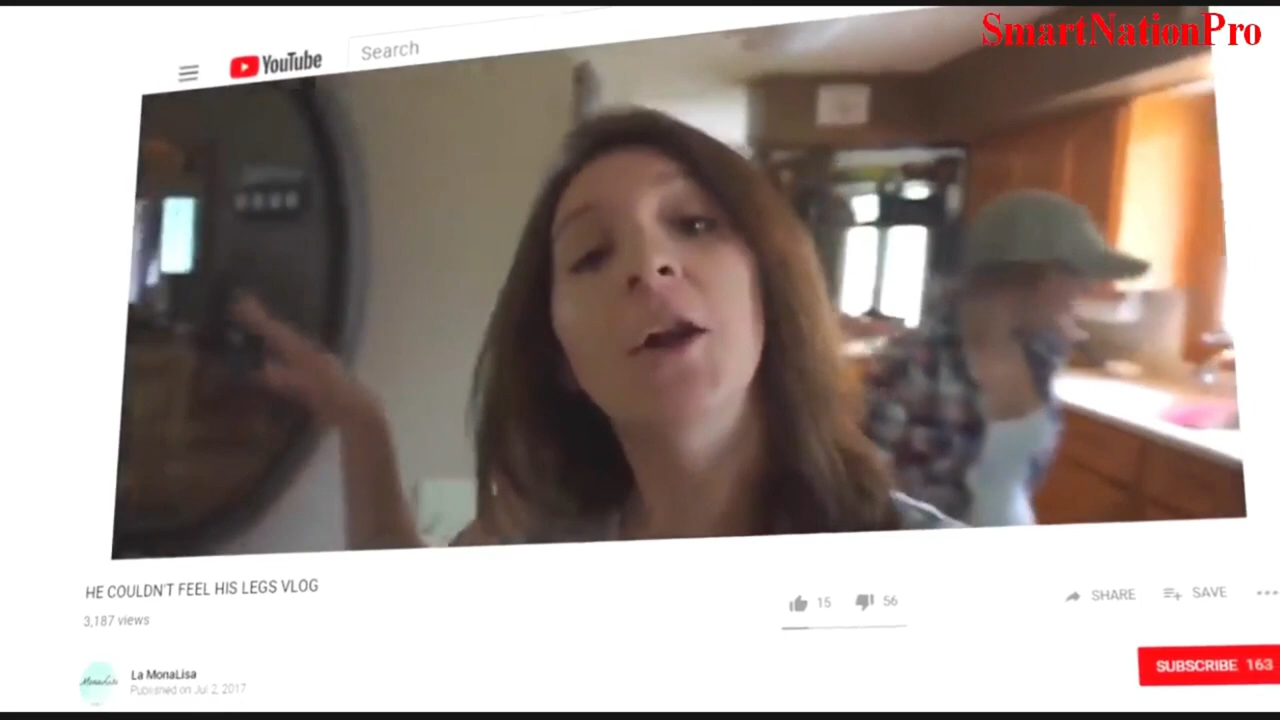 SmartNationPro
YouTube
Search
HE COULDN'T FEEL HIS LEGS VLOG
3,187 views
15
56
SHARE
SAVE
La MonaLisa
Published on Jul 2, 2017
SUBSCRIBE 163